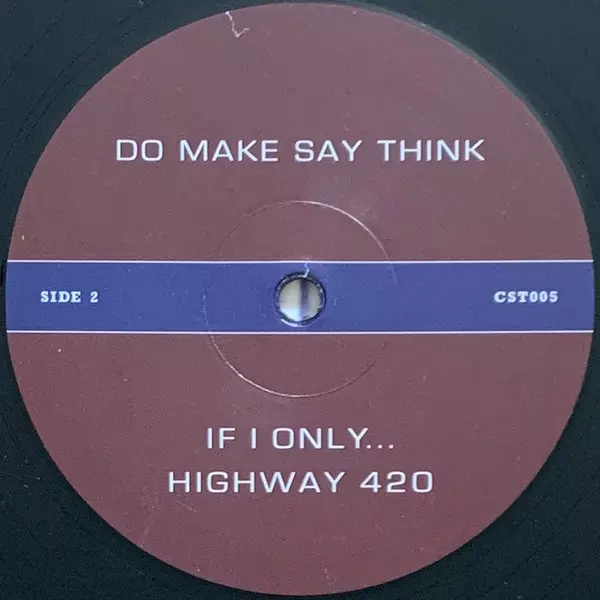 DO MAKE SAY THINK
SIDE 2 CST005
IF I ONLY...
HIGHWAY 420